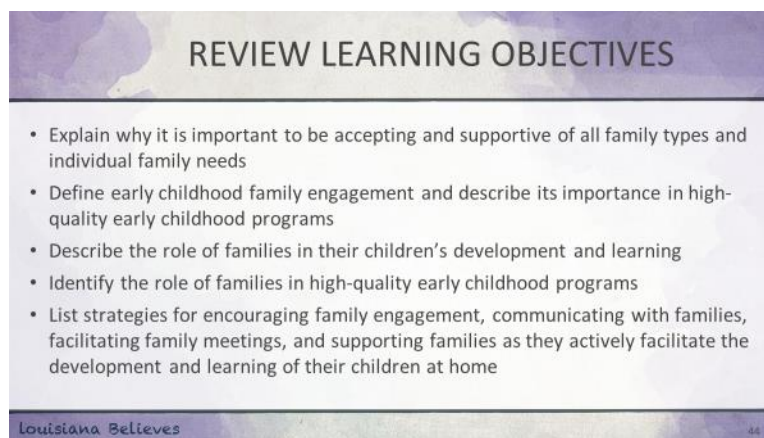 REVIEW LEARNING OBJECTIVES
• Explain why it is important to be accepting and supportive of all family types and
individual family needs
• Define early childhood family engagement and describe its importance in high-
quality early childhood programs
• Describe the role of families in their children's development and learning
• Identify the role of families in high-quality early childhood programs
• List strategies for encouraging family engagement, communicating with families,
facilitating family meetings, and supporting families as they actively facilitate the
development and learning of their children at home
Louisiana Believes
44